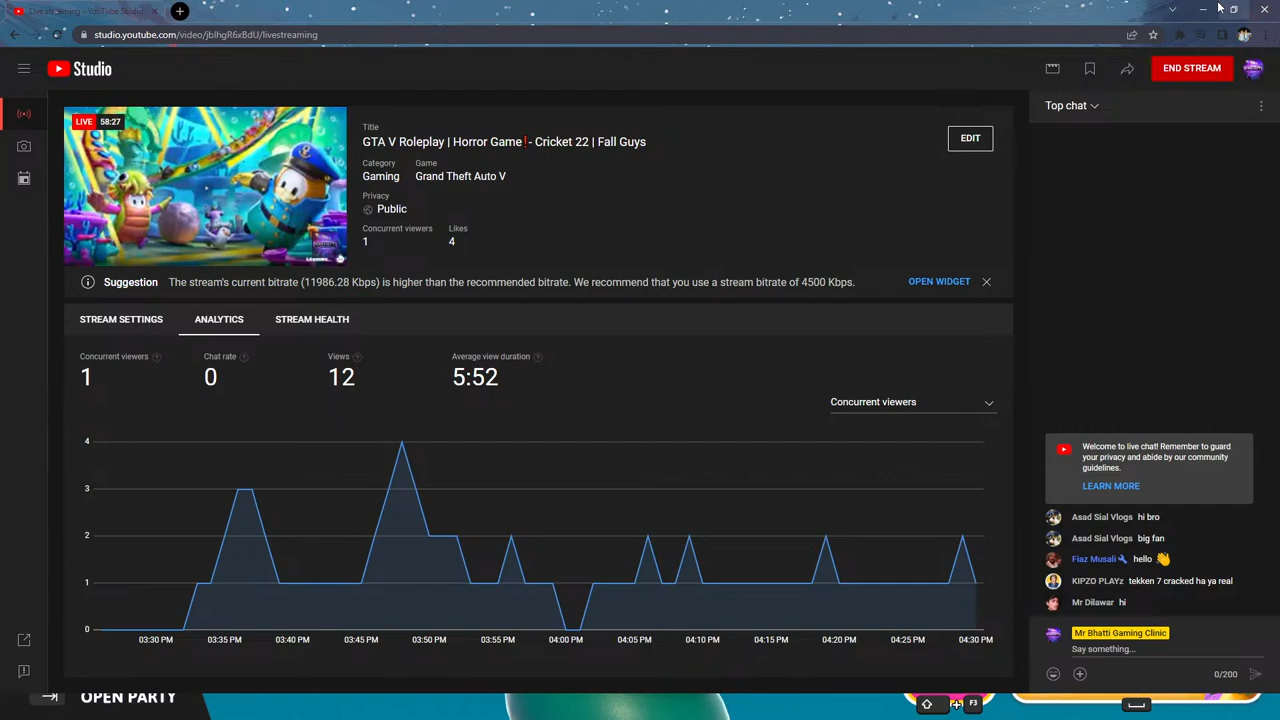 Live streaming - YouTube Studio
studio.youtube.com/video/jbIhgR6xBdU/livestreaming
Studio
END STREAM
LIVE 58:27
Title
GTA V Roleplay | Horror Game❗- Cricket 22 | Fall Guys
EDIT
Category Game
Gaming Grand Theft Auto V
Privacy
Public
Concurrent viewers Likes
1 4
Suggestion The stream's current bitrate (11986.28 Kbps) is higher than the recommended bitrate. We recommend that you use a stream bitrate of 4500 Kbps.
OPEN WIDGET
STREAM SETTINGS ANALYTICS STREAM HEALTH
Concurrent viewers Chat rate Views Average view duration
1 0 12 5:52
Concurrent viewers
4
3
2
1
0
03:30 PM 03:35 PM 03:40 PM 03:45 PM 03:50 PM 03:55 PM 04:00 PM 04:05 PM 04:10 PM 04:15 PM 04:20 PM 04:25 PM 04:30 PM
Top chat
Welcome to live chat! Remember to guard
your privacy and abide by our community
guidelines.
LEARN MORE
Asad Sial Vlogs hi bro
Asad Sial Vlogs big fan
Fiaz Musali hello 👋
KIPZO PLAYz tekken 7 cracked ha ya real
Mr Dilawar hi
Mr Bhatti Gaming Clinic
Say something...
0/200
OPEN PARTY
+ F3